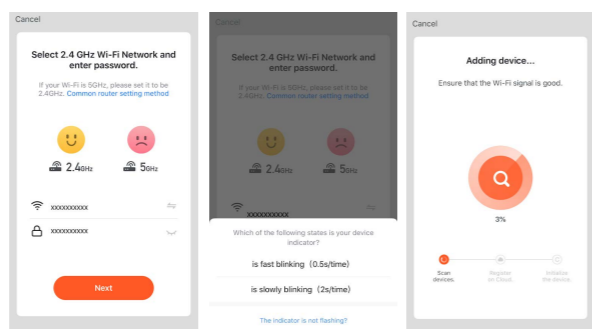 Cancel
Select 2.4 GHz Wi-Fi Network and
enter password.
If your Wi-Fi is 5GHz, please set it to be
2.4GHz. Common router setting method
2.4GHz
5GHz
xxxxxxxxxx
xxxxxxxxxx
Next
Cancel
Select 2.4 GHz Wi-Fi Network and
enter password.
If your Wi-Fi is 5GHz, please set it to be
2.4GHz. Common router setting method
2.4GHz
5GHz
xxxxxxxxxx
Which of the following states is your device
indicator?
is fast blinking (0.5s/time)
is slowly blinking (2s/time)
The indicator is not flashing?
Cancel
Adding device...
Ensure that the Wi-Fi signal is good.
3%
Scan
devices.
Register
on Cloud.
Initialize
the device.